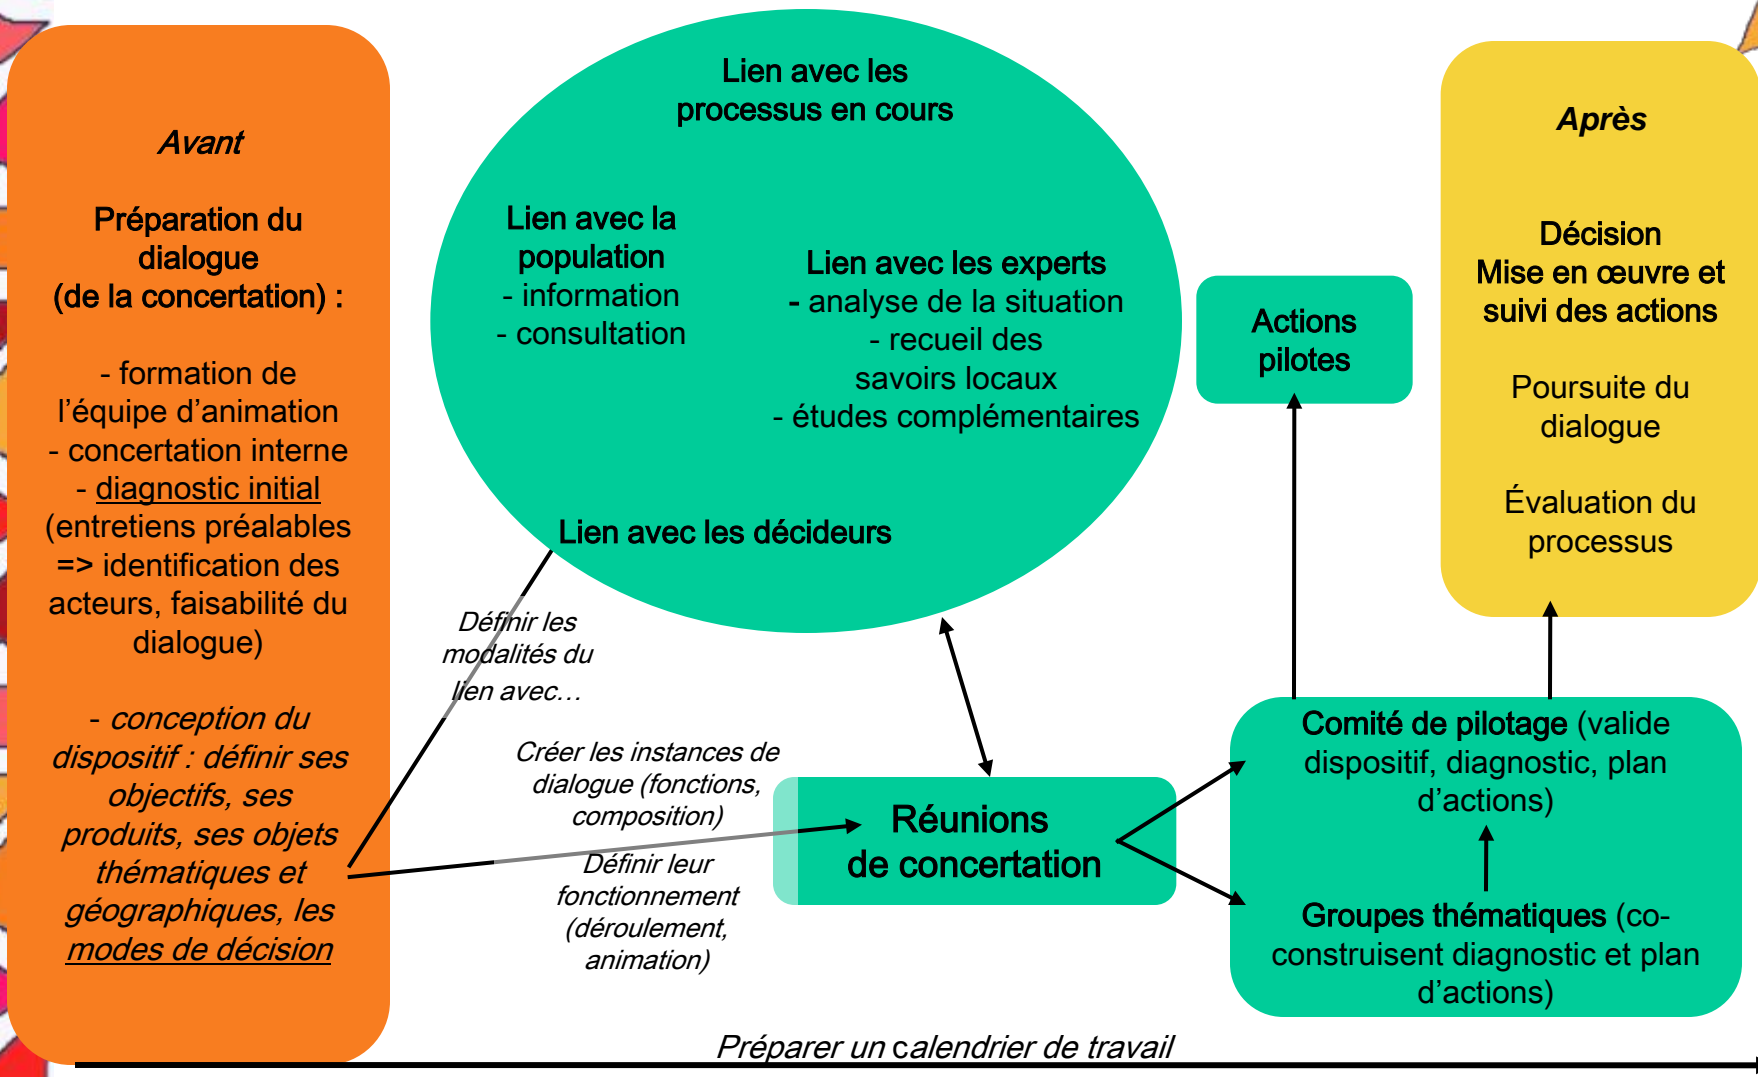 Avant
Préparation du
dialogue
(de la concertation) :
- formation de
l’équipe d’animation
- concertation interne
- diagnostic initial
(entretiens préalables
=> identification des
acteurs, faisabilité du
dialogue)
- conception du
dispositif : définir ses
objectifs, ses
produits, ses objets
thématiques et
géographiques, les
modes de décision
Lien avec les
processus en cours
Lien avec la
population
- information
- consultation
Lien avec les experts
- analyse de la situation
- recueil des
savoirs locaux
- études complémentaires
Lien avec les décideurs
Définir les
modalités du
lien avec…
Créer les instances de
dialogue (fonctions,
composition)
Définir leur
fonctionnement
(déroulement,
animation)
Réunions
de concertation
Actions
pilotes
Comité de pilotage (valide
dispositif, diagnostic, plan
d’actions)
Groupes thématiques (co-
construisent diagnostic et plan
d’actions)
Après
Décision
Mise en œuvre et
suivi des actions
Poursuite du
dialogue
Évaluation du
processus
Préparer un calendrier de travail